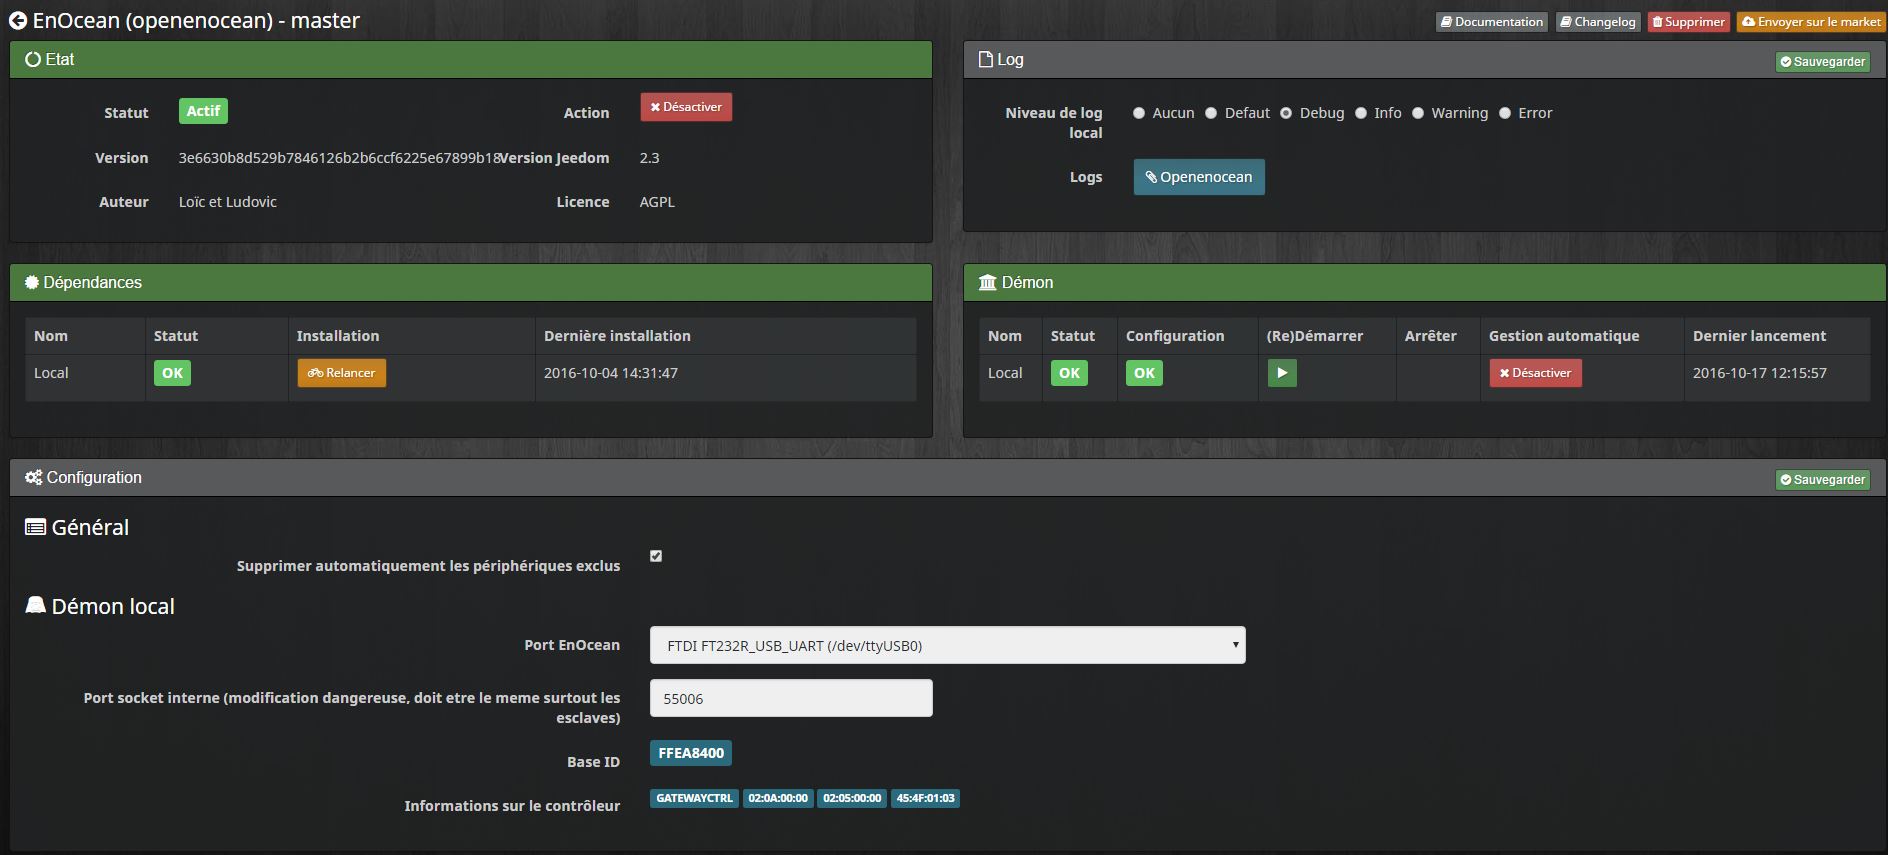 EnOcean (openenocean) - master
Documentation Changelog Supprimer Envoyer sur le market
Etat
Statut Actif Action Désactiver
Version 3e6630b8d529b7846126b2b6ccf6225e67899b18 Version Jeedom 2.3
Auteur Loïc et Ludovic Licence AGPL
Log Sauvegarder
Niveau de log local Aucun Defaut Debug Info Warning Error
Logs Openenocean
Dépendances
Nom Statut Installation Dernière installation
Local OK Relancer 2016-10-04 14:31:47
Démon
Nom Statut Configuration (Re)Démarrer Arrêter Gestion automatique Dernier lancement
Local OK OK Désactiver 2016-10-17 12:15:57
Configuration Sauvegarder
Général
Supprimer automatiquement les périphériques exclus
Démon local
Port EnOcean FTDI FT232R_USB_UART (/dev/ttyUSB0)
Port socket interne (modification dangereuse, doit etre le meme surtout les
esclaves) 55006
Base ID FFEA8400
Informations sur le contrôleur GATEWAYCTRL 02:0A:00:00 02:05:00:00 45:4F:01:03